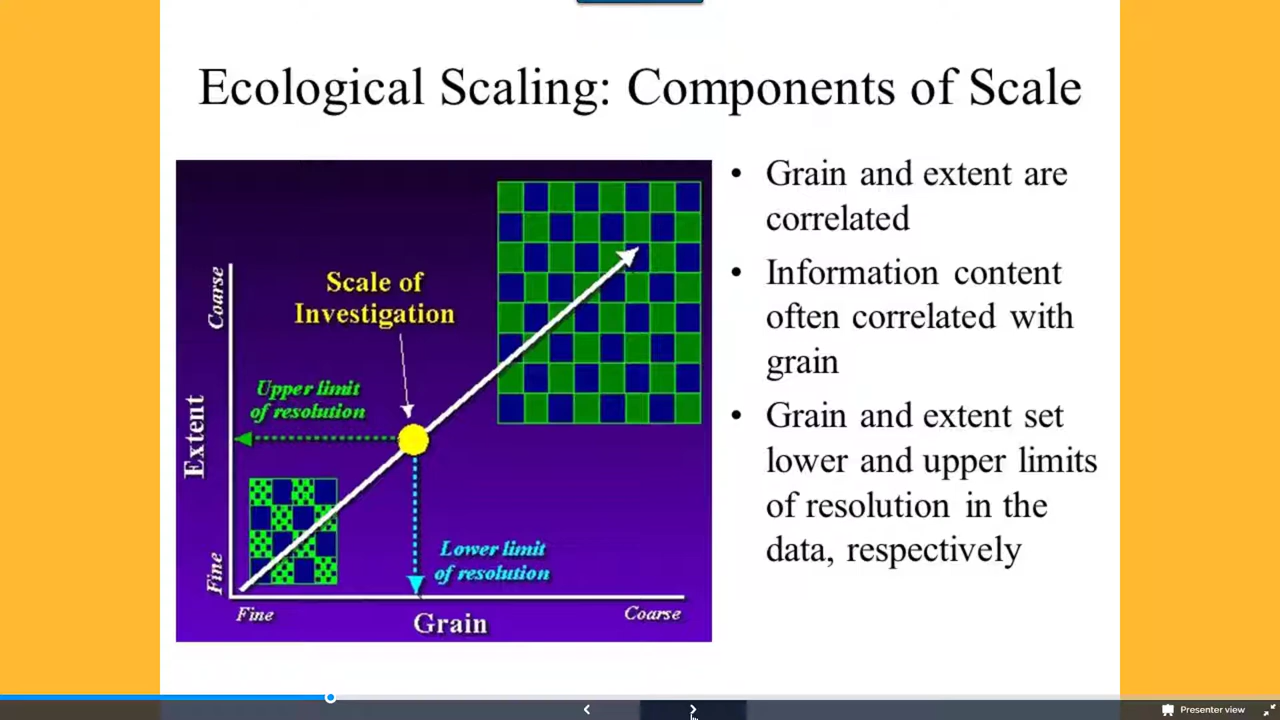 Ecological Scaling: Components of Scale
Scale of
Investigation
Upper limit
of resolution
Lower limit
of resolution
Extent
Coarse
Fine
Fine
Coarse
Grain
• Grain and extent are
correlated
• Information content
often correlated with
grain
• Grain and extent set
lower and upper limits
of resolution in the
data, respectively
Presenter view